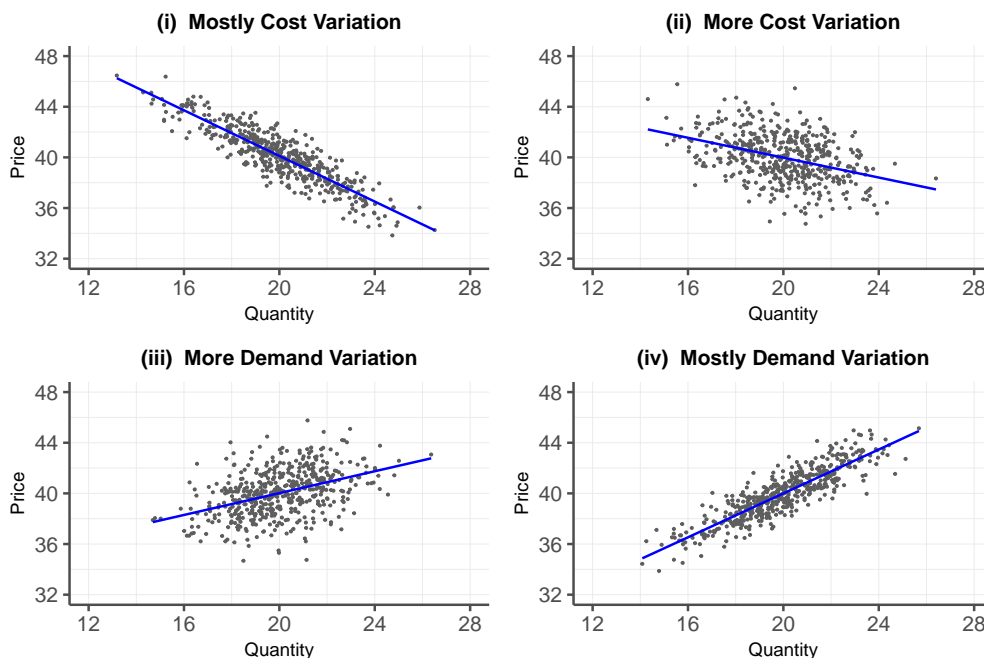 (i) Mostly Cost Variation
48
44
40
36
32
Price
12 16 20 24 28
Quantity
(ii) More Cost Variation
48
44
40
36
32
Price
12 16 20 24 28
Quantity
(iii) More Demand Variation
48
44
40
36
32
Price
12 16 20 24 28
Quantity
(iv) Mostly Demand Variation
48
44
40
36
32
Price
12 16 20 24 28
Quantity